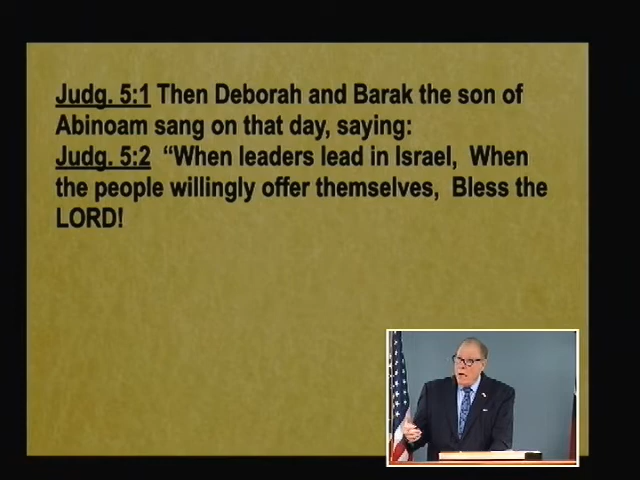 Judg. 5:1 Then Deborah and Barak the son of
Abinoam sang on that day, saying:
Judg. 5:2 “When leaders lead in Israel, When
the people willingly offer themselves, Bless the
LORD!